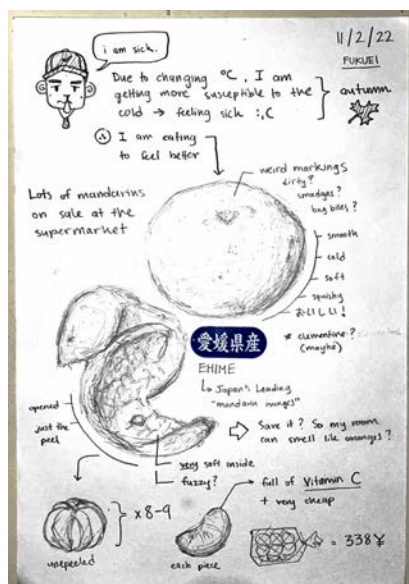 i am sick.
11/2/22
FUKUI
Due to changing °C, I am
getting more susceptible to the
cold → feeling sick :,C
autumn
I am eating
to feel better
Lots of mandarins
on sale at the
supermarket
weird markings
dirty?
bug bites?
smooth
cold
soft
squishy
おいしい!
* clementine?
(maybe)
愛媛県産
EHIME
↳ Japan's Leading
"mandarin oranges"
opened
just the
peel
Save it? So my room
can smell like oranges?
very soft inside
fuzzy?
full of Vitamin C
+ very cheap
x 8-9
unpeeled
each piece
= 338¥